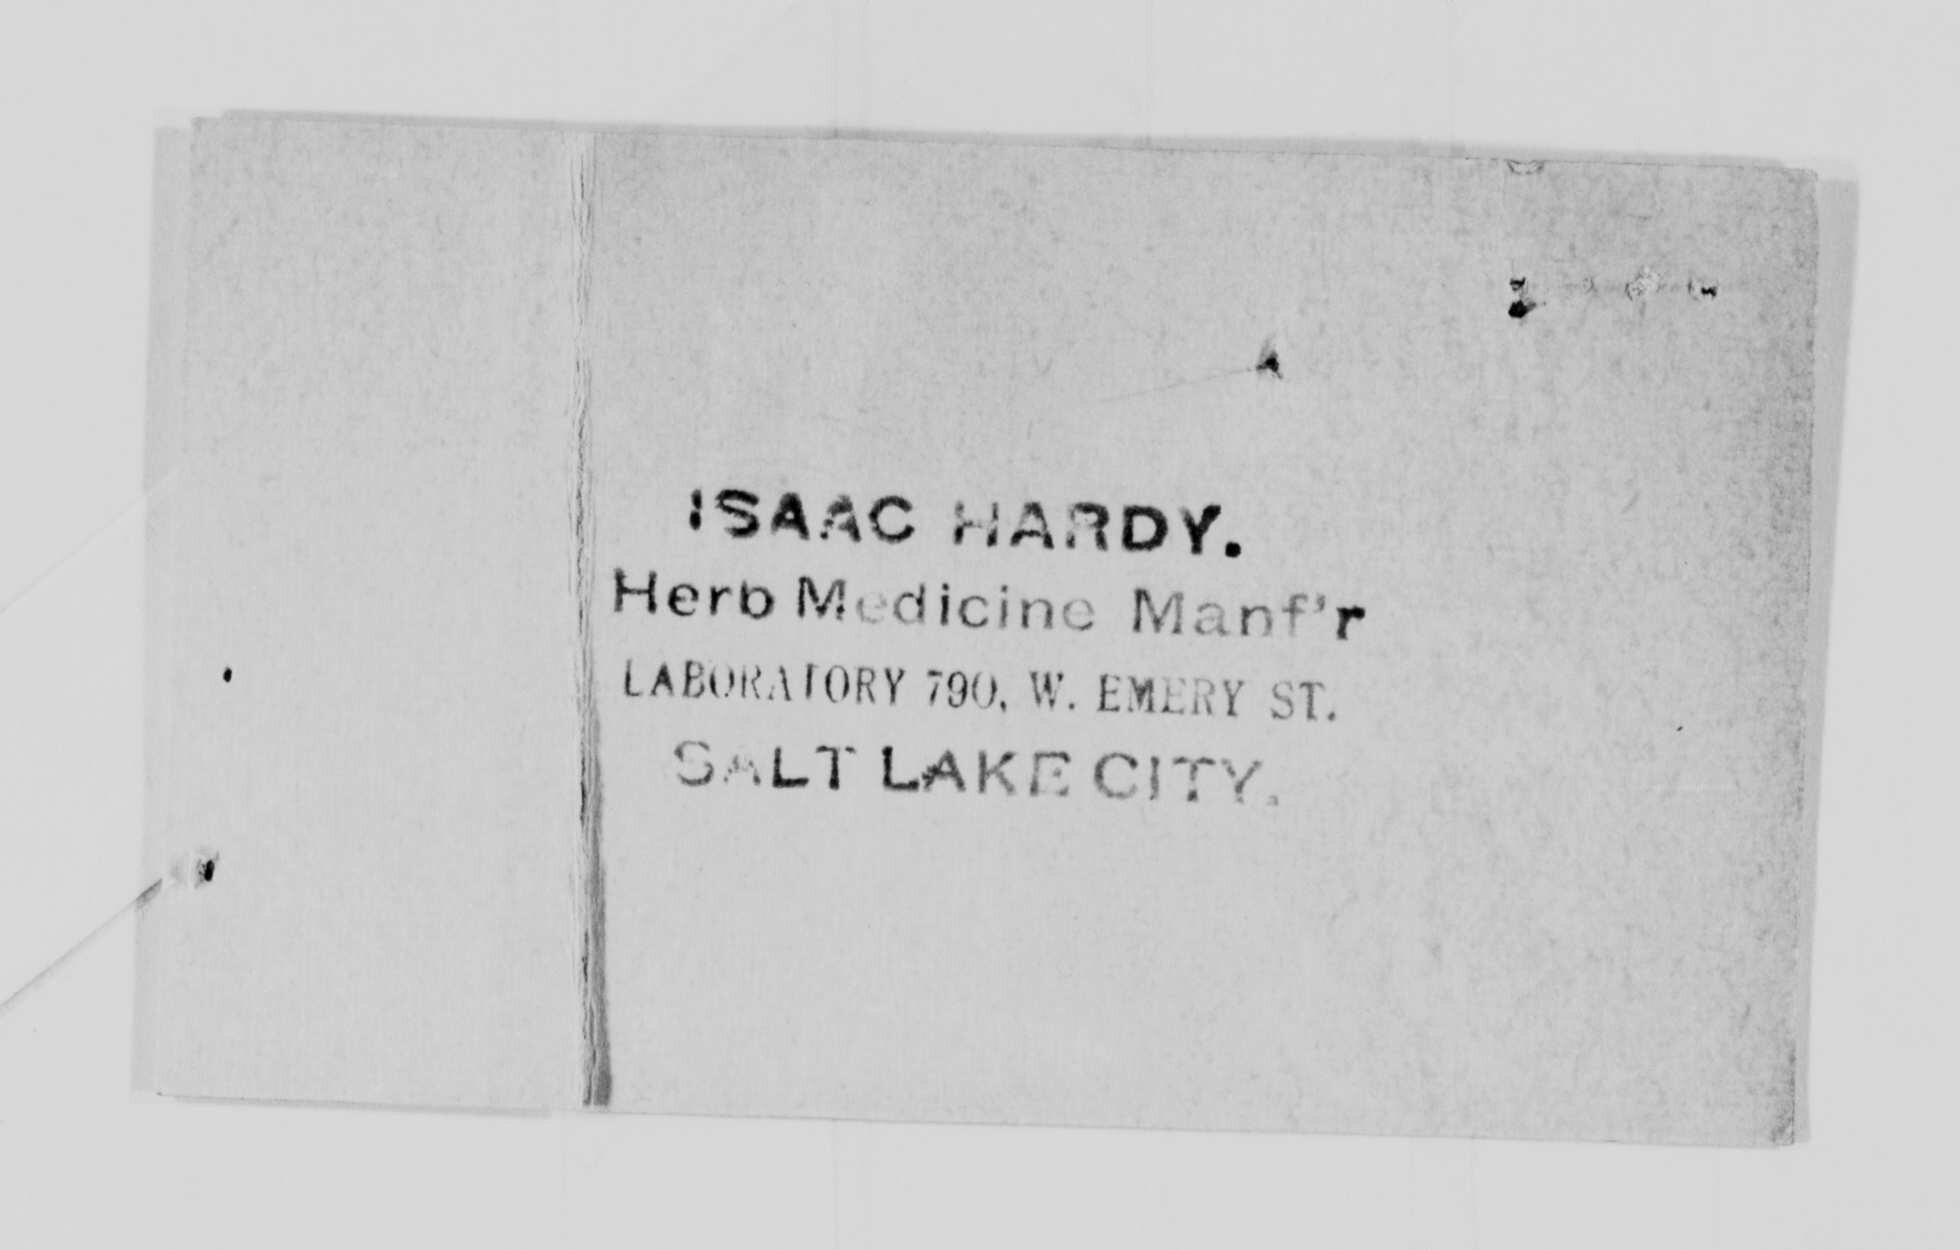 ISAAC HARDY.
Herb Medicine Manf'r
LABORATORY 790, W. EMERY ST.
SALT LAKE CITY.